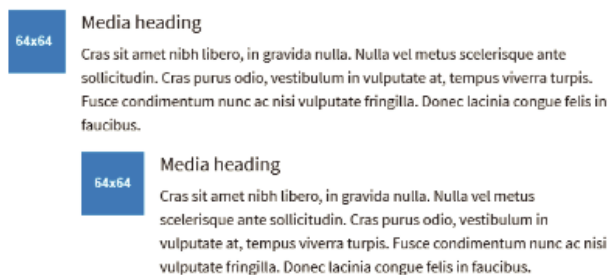 64x64
Media heading
Cras sit amet nibh libero, in gravida nulla. Nulla vel metus scelerisque ante
sollicitudin. Cras purus odio, vestibulum in vulputate at, tempus viverra turpis.
Fusce condimentum nunc ac nisi vulputate fringilla. Donec lacinia congue felis in
faucibus.
64x64
Media heading
Cras sit amet nibh libero, in gravida nulla. Nulla vel metus
scelerisque ante sollicitudin. Cras purus odio, vestibulum in
vulputate at, tempus viverra turpis. Fusce condimentum nunc ac nisi
vulputate fringilla. Donec lacinia congue felis in faucibus.